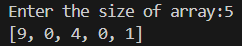 Enter the size of array:5
[9, 0, 4, 0, 1]